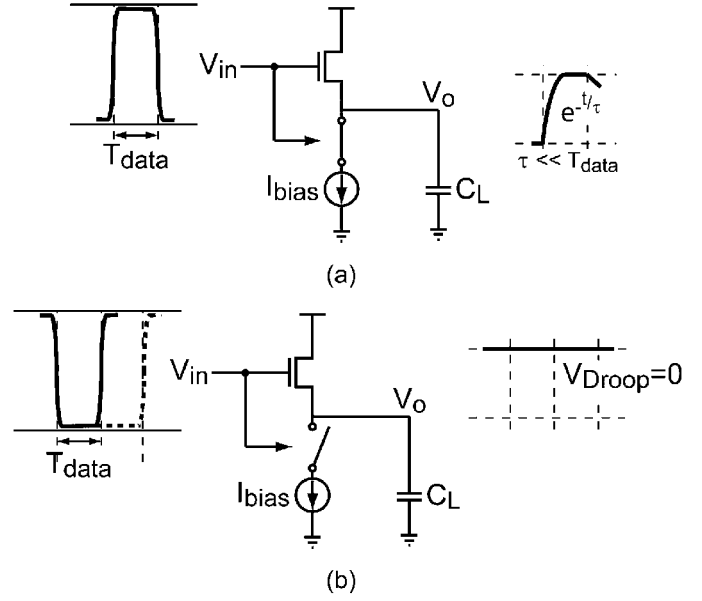 V_in
V_o
e^-t/τ
T_data
τ << T_data
I_bias
C_L
(a)
V_in
V_o
V_Droop=0
T_data
I_bias
C_L
(b)